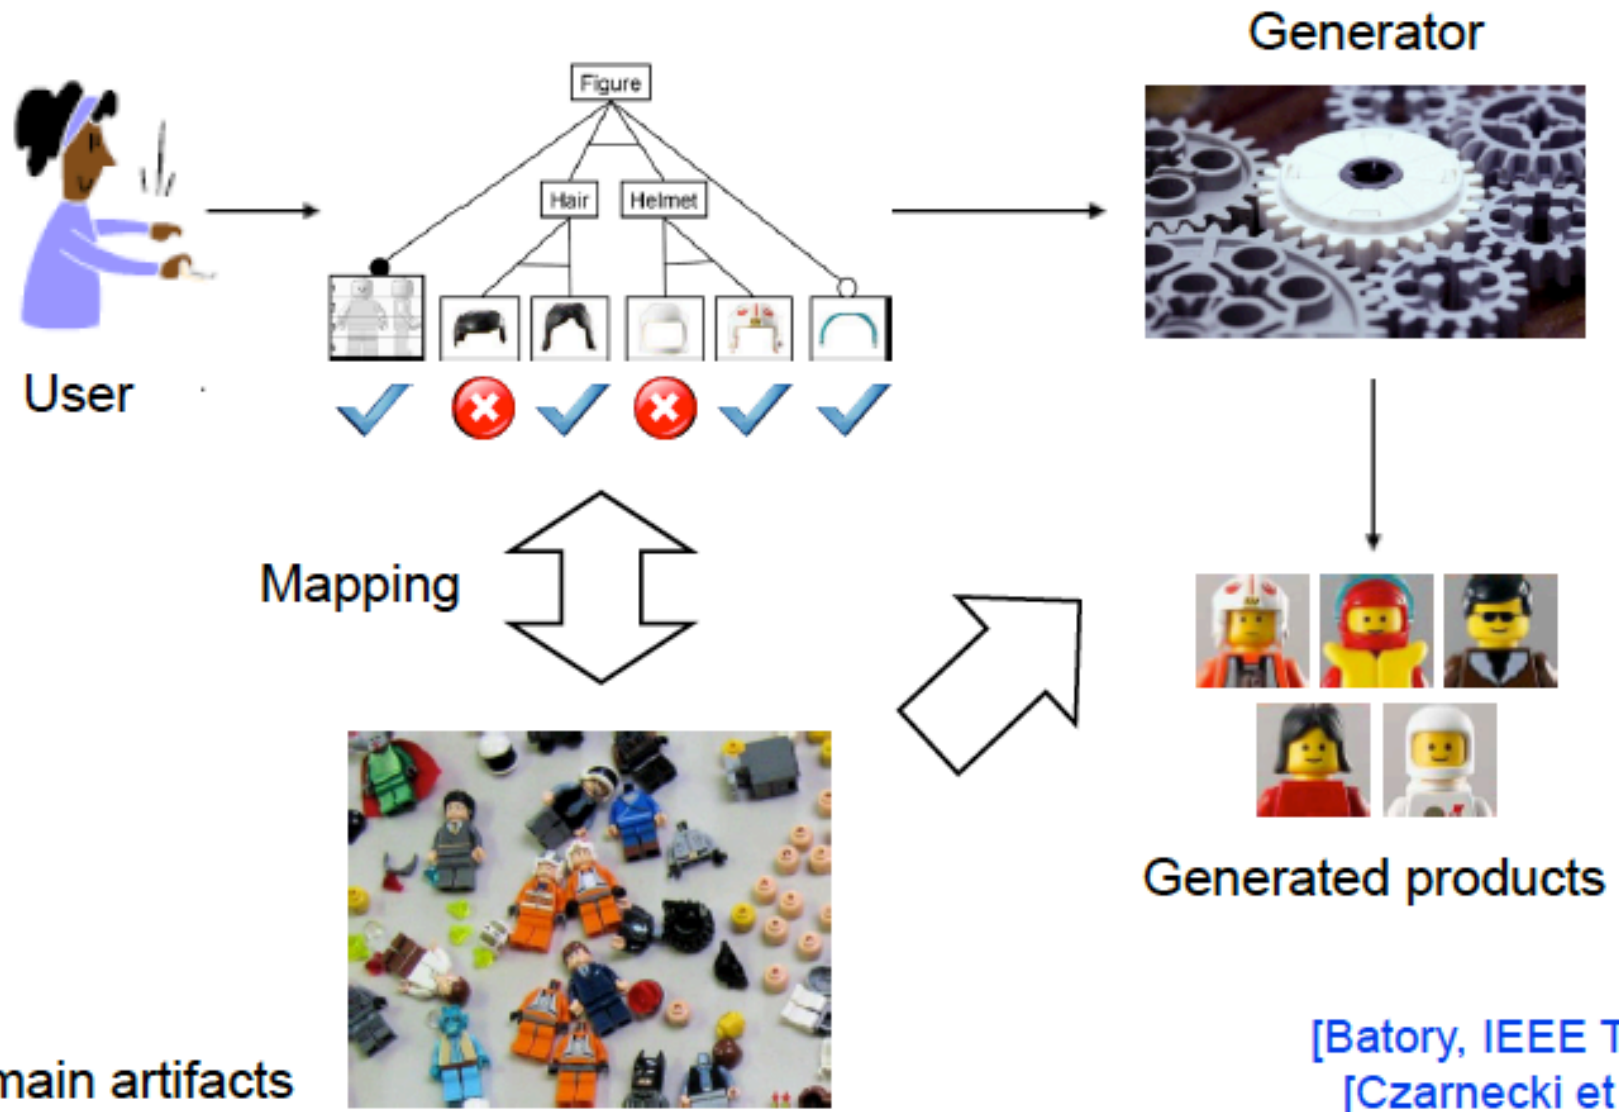 Generator
Figure
Hair
Helmet
User
Mapping
Generated products
main artifacts
[Batory, IEEE T
[Czarnecki et